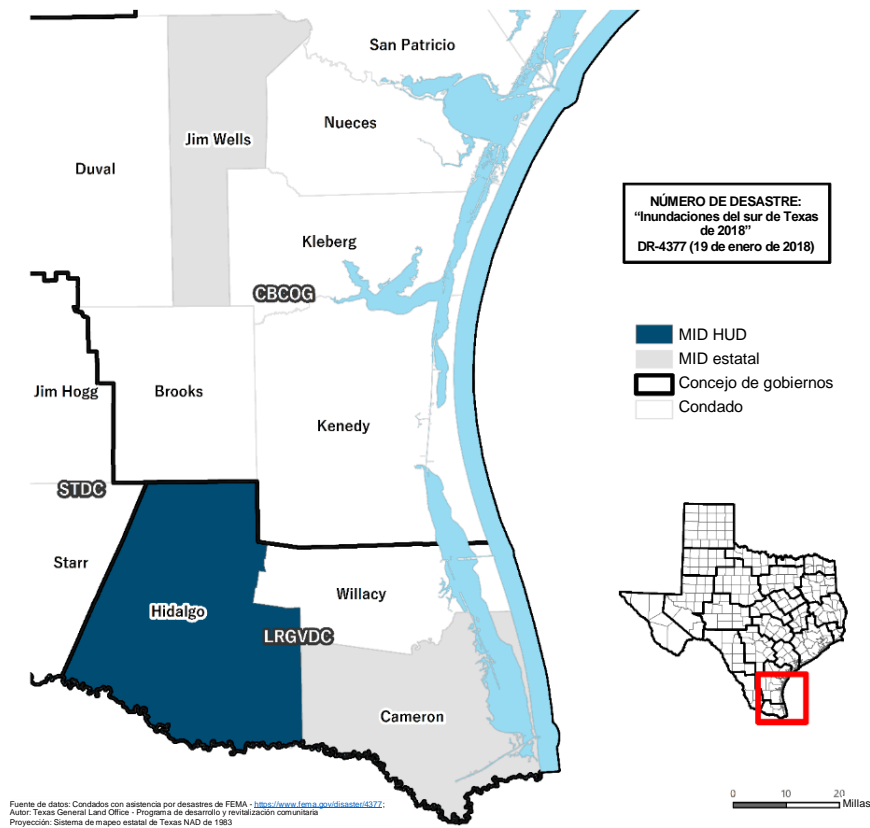 San Patricio
Nueces
Jim Wells
Duval
Kleberg
CBCOG
Jim Hogg
Brooks
Kenedy
STDC
Starr
Hidalgo
Willacy
LRGVDC
Cameron
NÚMERO DE DESASTRE:
“Inundaciones del sur de Texas
de 2018”
DR-4377 (19 de enero de 2018)
MID HUD
MID estatal
Concejo de gobiernos
Condado
0 10 20
Millas
Fuente de datos: Condados con asistencia por desastres de FEMA - https://www.fema.gov/disaster/4377;
Autor: Texas General Land Office - Programa de desarrollo y revitalización comunitaria
Proyección: Sistema de mapeo estatal de Texas NAD de 1983